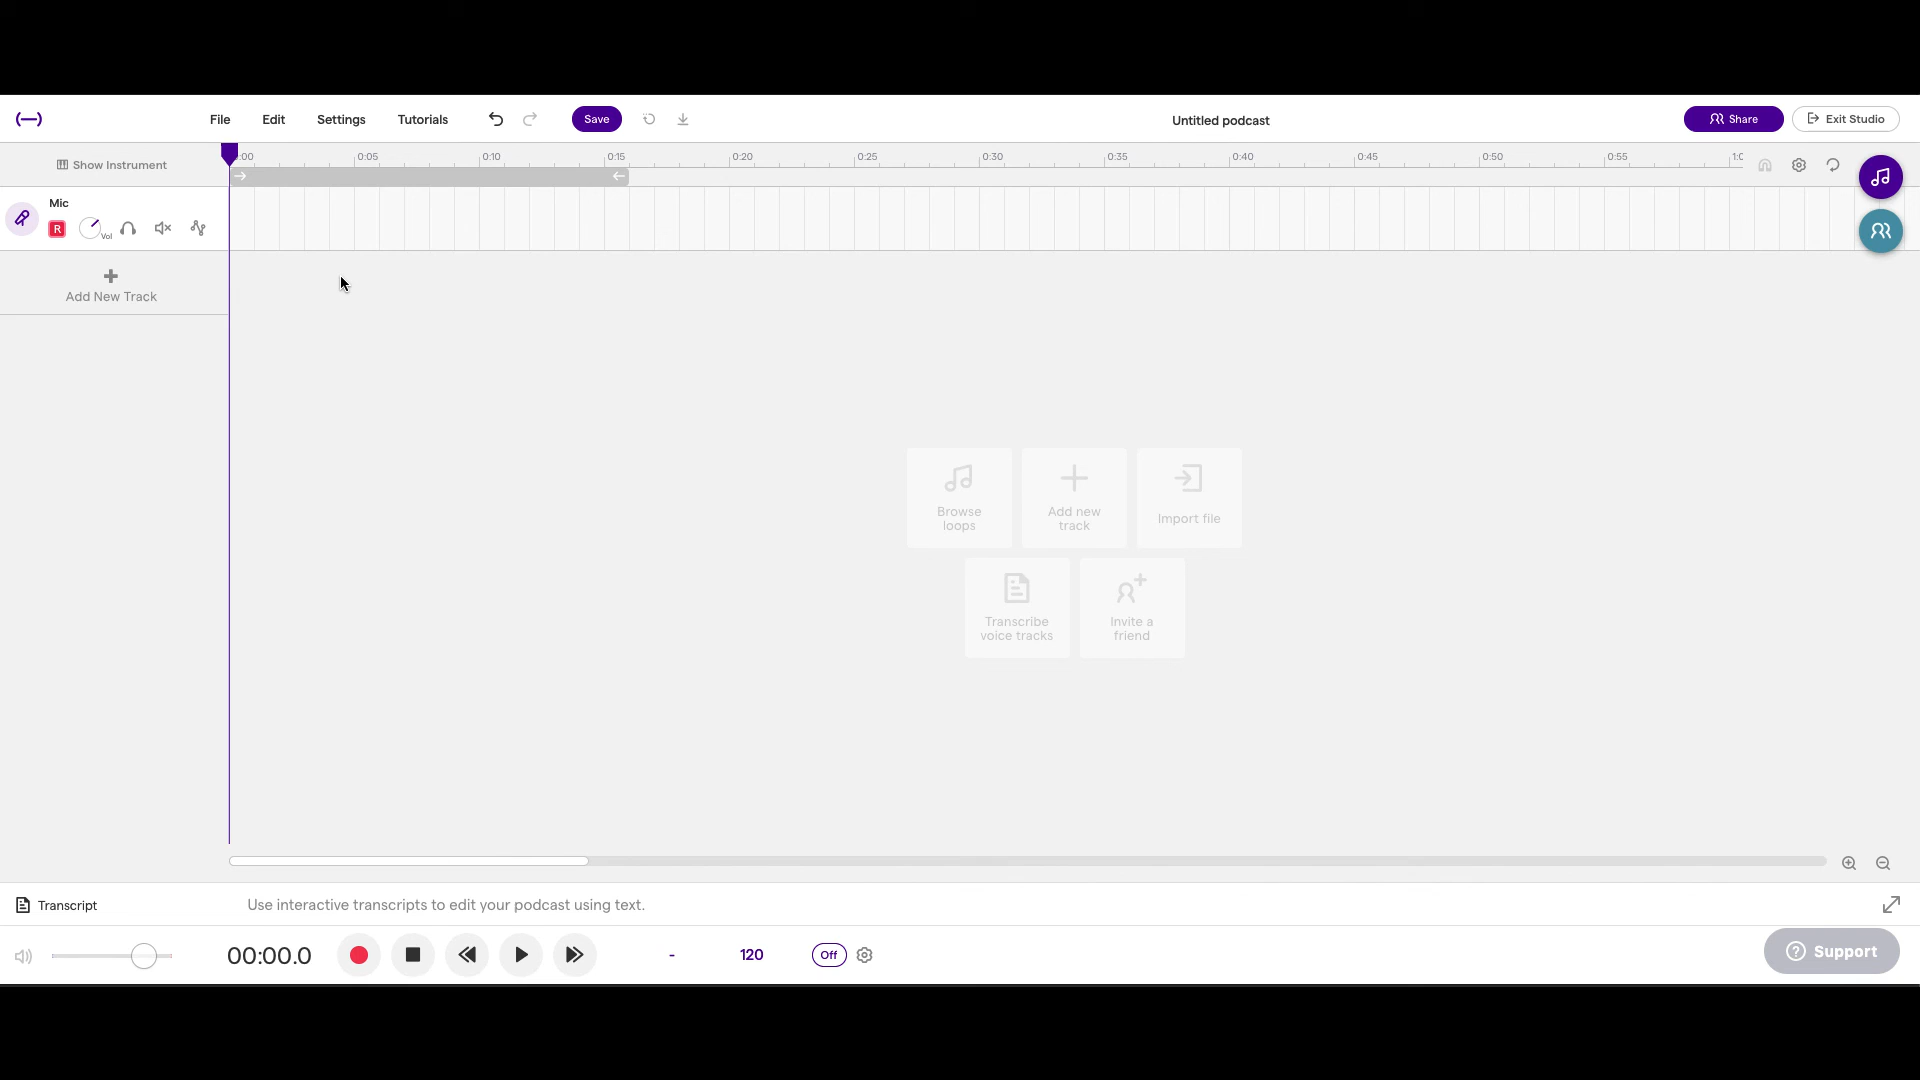 File Edit Settings Tutorials Save Untitled podcast Share Exit Studio
Show Instrument
:00 0:05 0:10 0:15 0:20 0:25 0:30 0:35 0:40 0:45 0:50 0:55
Mic
R Vol
Add New Track
Browse
loops
Add new
track
Import file
Transcribe
voice tracks
Invite a
friend
Transcript Use interactive transcripts to edit your podcast using text.
00:00.0 - 120 Off Support